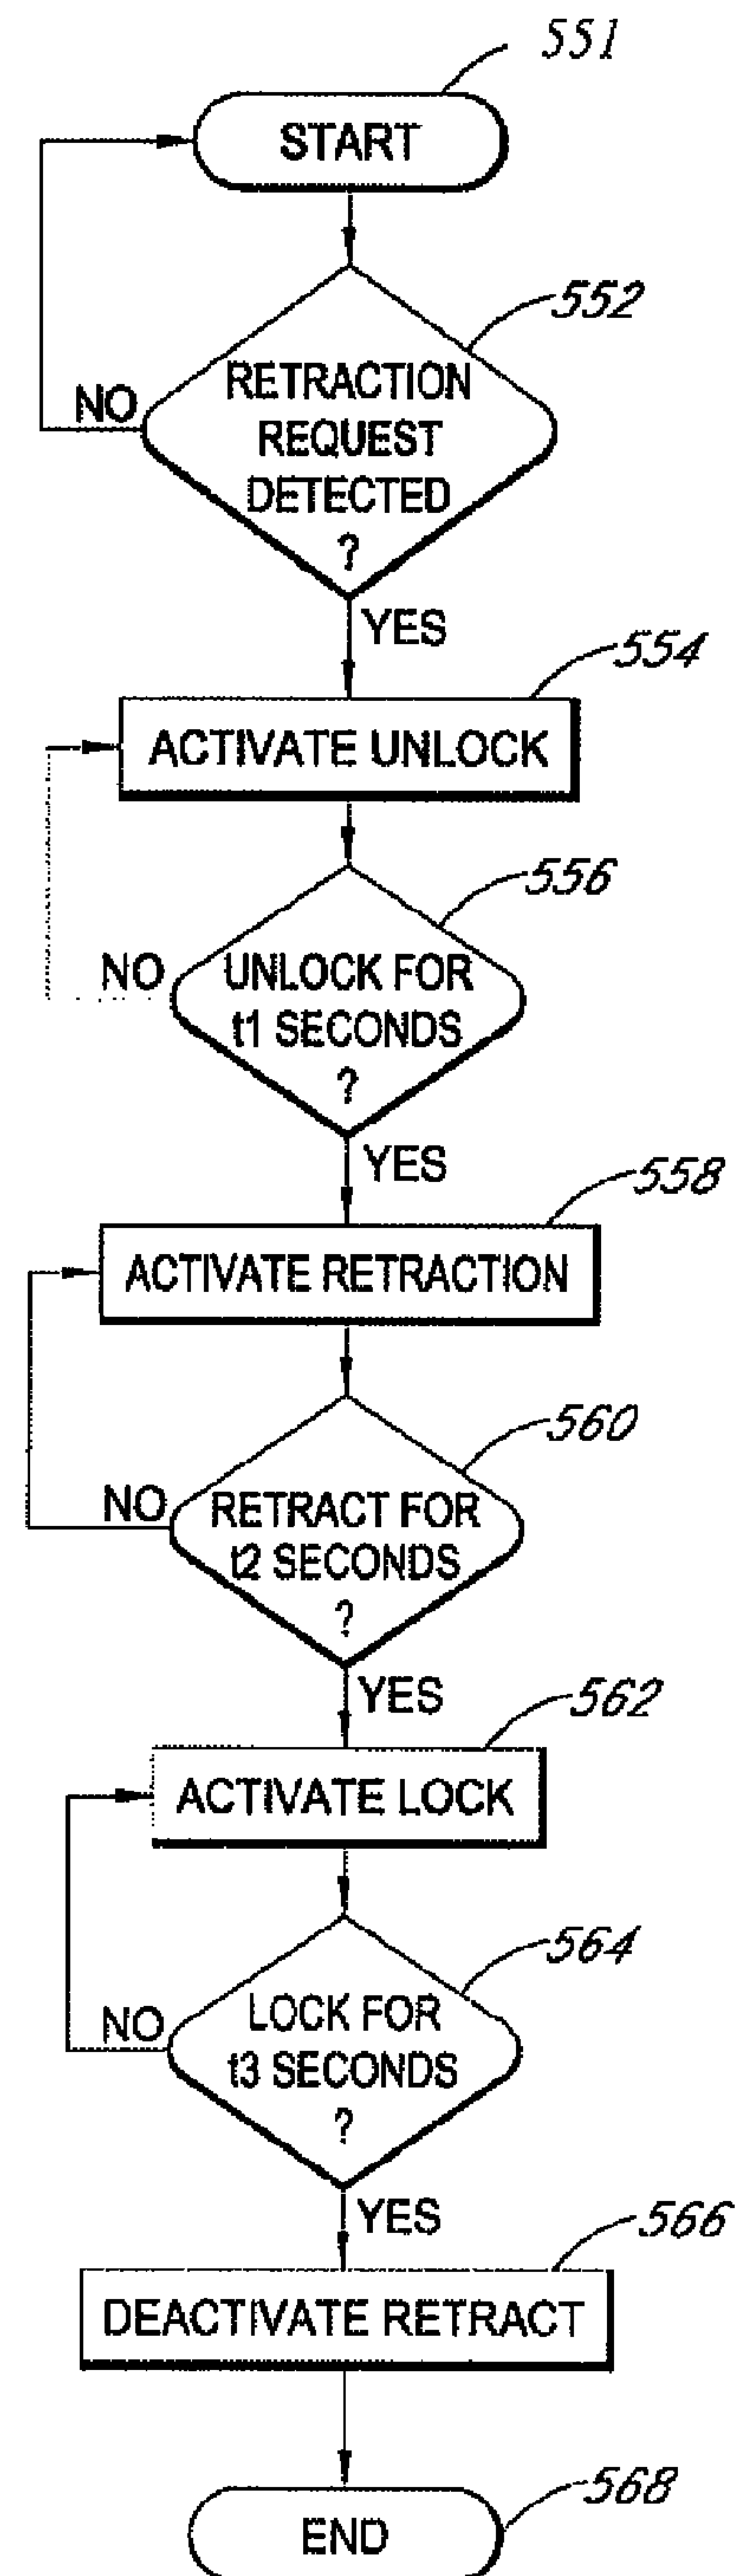 551
START
552
NO
RETRACTION
REQUEST
DETECTED
?
YES
554
ACTIVATE UNLOCK
556
NO
UNLOCK FOR
t1 SECONDS
?
YES
558
ACTIVATE RETRACTION
560
NO
RETRACT FOR
t2 SECONDS
?
YES
562
ACTIVATE LOCK
564
NO
LOCK FOR
t3 SECONDS
?
YES
566
DEACTIVATE RETRACT
568
END